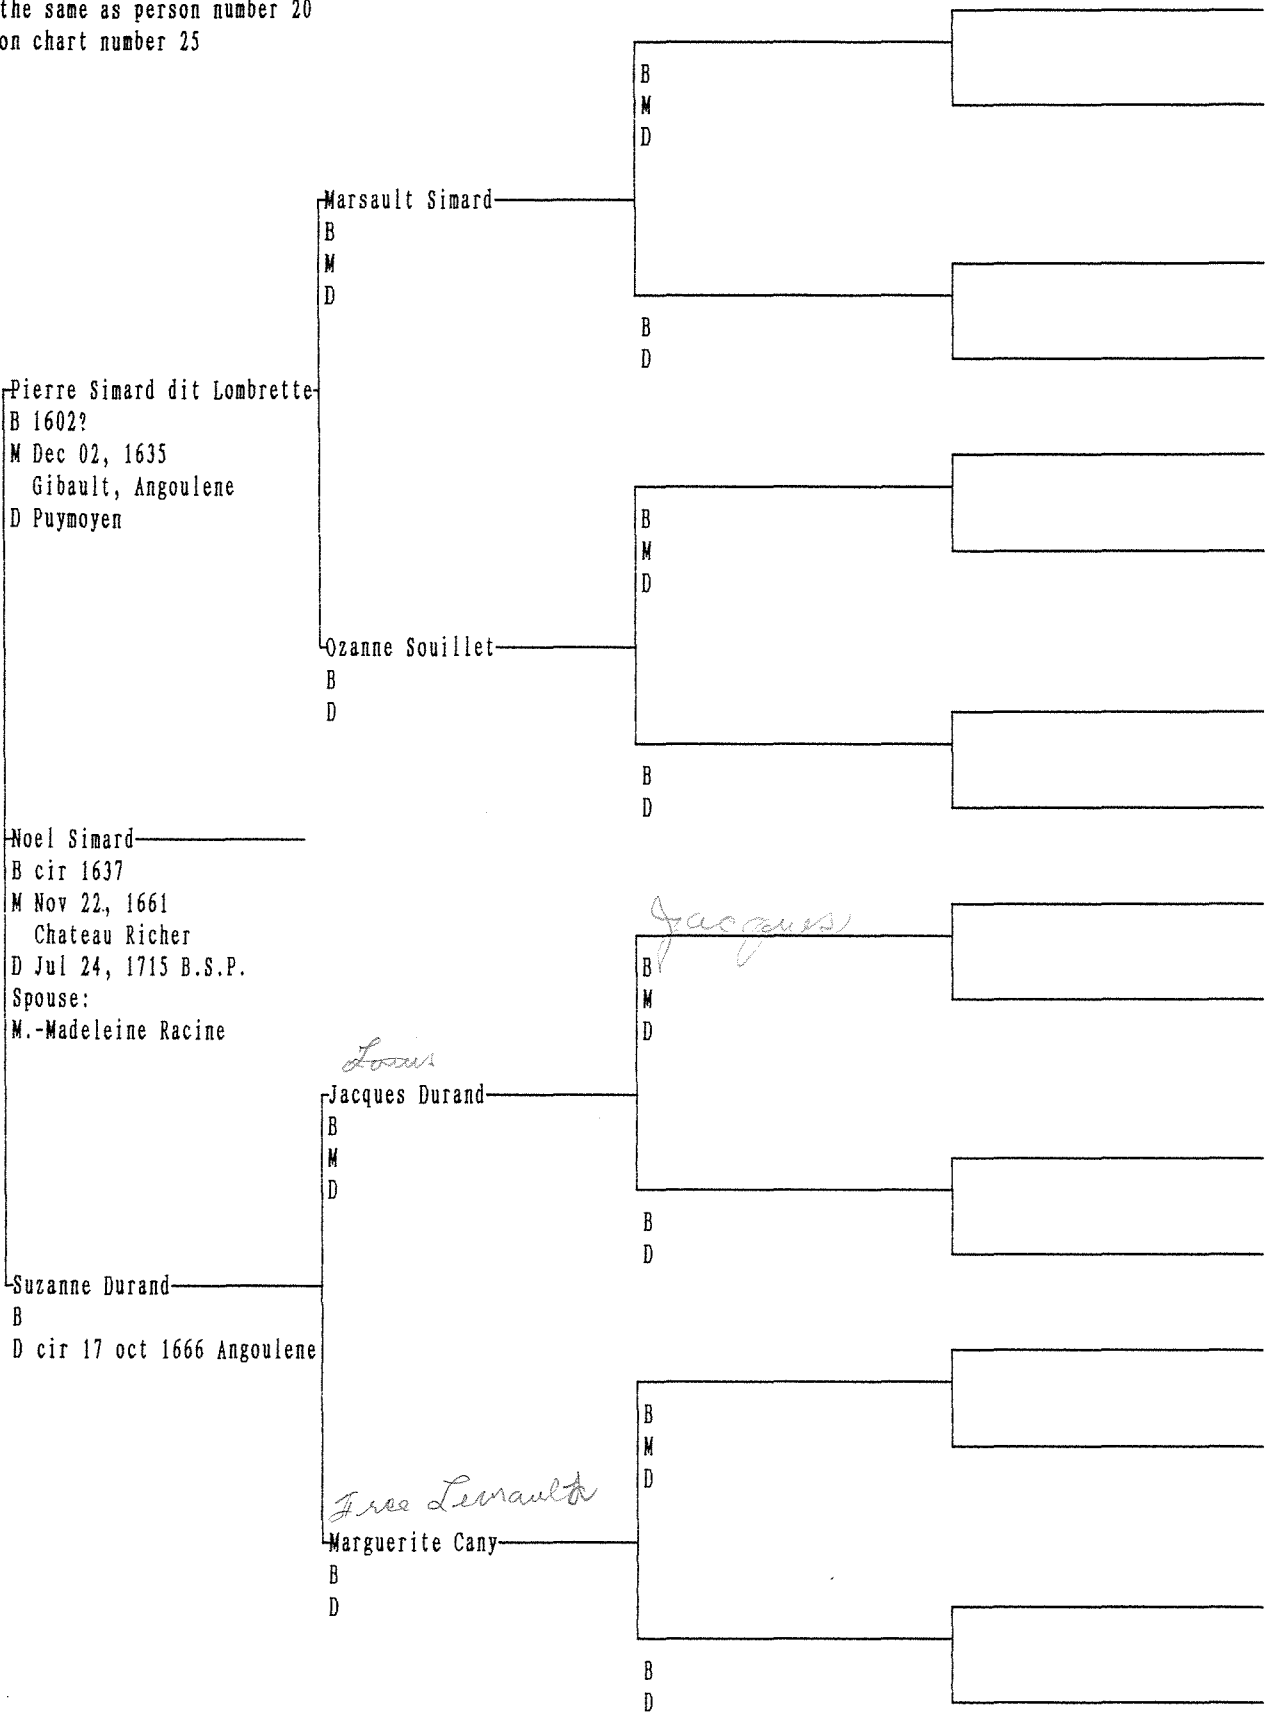 the same as person number 20
on chart number 25
B
M
D
Marsault Simard
B
M
D
B
D
Pierre Simard dit Lombrette
B 1602?
M Dec 02, 1635
Gibault, Angoulene
D Puymoyen
B
M
D
Ozanne Souillet
B
D
B
D
Noel Simard
B cir 1637
M Nov 22, 1661
Chateau Richer
D Jul 24, 1715 B.S.P.
Spouse:
M.-Madeleine Racine
Jacques
B
M
D
Louis
Jacques Durand
B
M
D
B
D
Suzanne Durand
B
D cir 17 oct 1666 Angoulene
B
M
D
Marguerite Cany
B
D
B
D